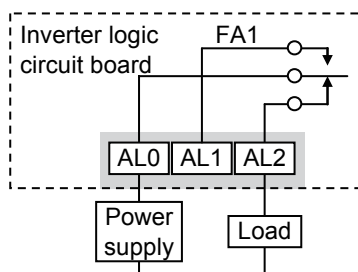 Inverter logic
circuit board
FA1
AL0 AL1 AL2
Power
supply
Load